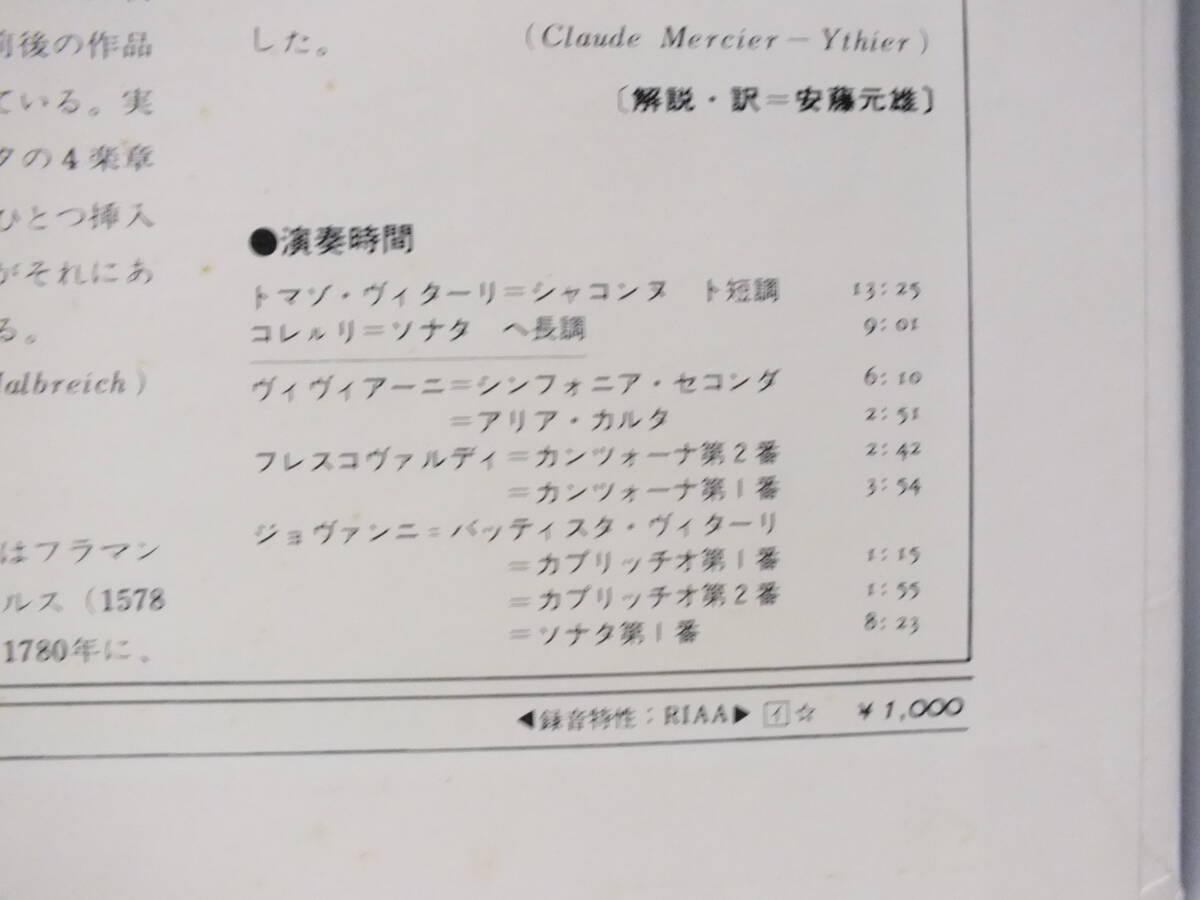 前後の作品
ている。実
タの4楽章
ひとつ挿入
がそれにあ
る。
Halbreich)
はフラマン
ルス(1578
1780年に、
した。
(Claude Mercier－Ythier)
〔解説・訳＝安藤元雄〕
●演奏時間
トマゾ・ヴィターリ＝シャコンヌ ト短調 13:25
コレルリ＝ソナタ ヘ長調 9:01
ヴィヴィアーニ＝シンフォニア・セコンダ 6:10
＝アリア・カルタ 2:51
フレスコヴァルディ＝カンツォーナ第2番 2:42
＝カンツォーナ第1番 3:54
ジョヴァンニ＝バッティスタ・ヴィターリ
＝カプリッチオ第1番 1:15
＝カプリッチオ第2番 1:55
＝ソナタ第1番 8:23
◀録音特性：RIAA▶ イ☆ ¥1,000